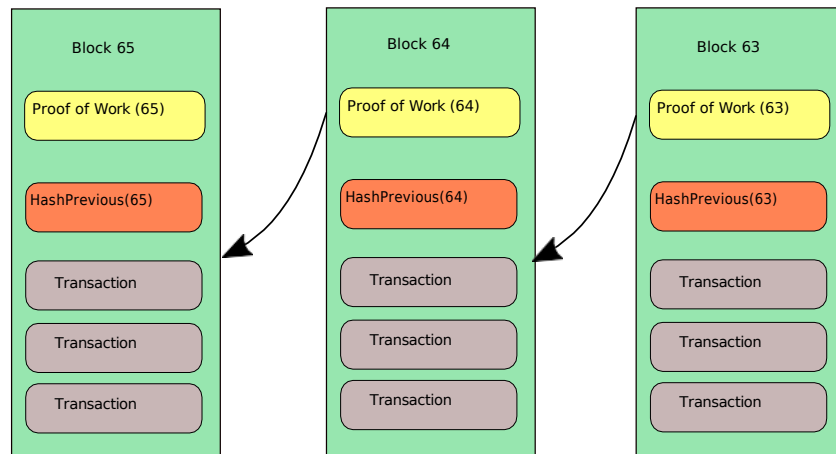 Block 65
Proof of Work (65)
HashPrevious(65)
Transaction
Transaction
Transaction
Block 64
Proof of Work (64)
HashPrevious(64)
Transaction
Transaction
Transaction
Block 63
Proof of Work (63)
HashPrevious(63)
Transaction
Transaction
Transaction